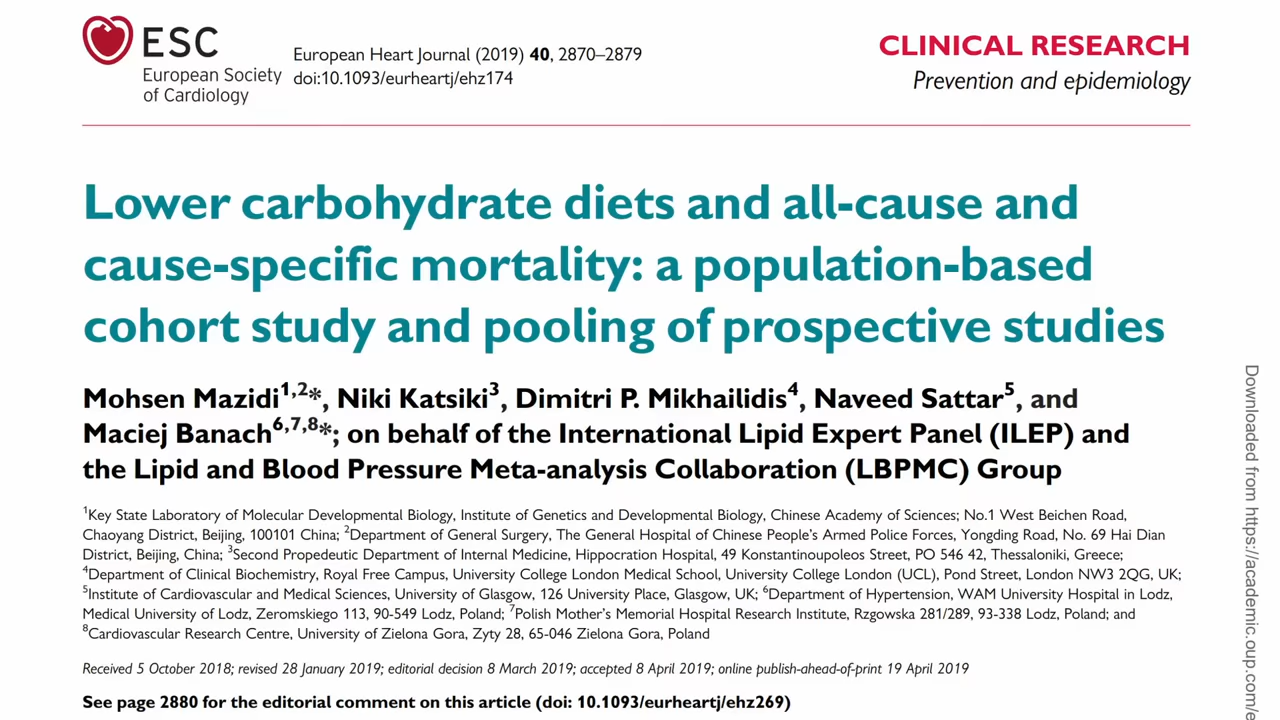 ESC
European Society
of Cardiology
European Heart Journal (2019) 40, 2870–2879
doi:10.1093/eurheartj/ehz174
CLINICAL RESEARCH
Prevention and epidemiology
Lower carbohydrate diets and all-cause and
cause-specific mortality: a population-based
cohort study and pooling of prospective studies
Mohsen Mazidi1,2*, Niki Katsiki3, Dimitri P. Mikhailidis4, Naveed Sattar5, and
Maciej Banach6,7,8*; on behalf of the International Lipid Expert Panel (ILEP) and
the Lipid and Blood Pressure Meta-analysis Collaboration (LBPMC) Group
1Key State Laboratory of Molecular Developmental Biology, Institute of Genetics and Developmental Biology, Chinese Academy of Sciences; No.1 West Beichen Road,
Chaoyang District, Beijing, 100101 China; 2Department of General Surgery, The General Hospital of Chinese People's Armed Police Forces, Yongding Road, No. 69 Hai Dian
District, Beijing, China; 3Second Propedeutic Department of Internal Medicine, Hippocration Hospital, 49 Konstantinoupoleos Street, PO 546 42, Thessaloniki, Greece;
4Department of Clinical Biochemistry, Royal Free Campus, University College London Medical School, University College London (UCL), Pond Street, London NW3 2QG, UK;
5Institute of Cardiovascular and Medical Sciences, University of Glasgow, 126 University Place, Glasgow, UK; 6Department of Hypertension, WAM University Hospital in Lodz,
Medical University of Lodz, Zeromskiego 113, 90-549 Lodz, Poland; 7Polish Mother's Memorial Hospital Research Institute, Rzgowska 281/289, 93-338 Lodz, Poland; and
8Cardiovascular Research Centre, University of Zielona Gora, Zyty 28, 65-046 Zielona Gora, Poland
Received 5 October 2018; revised 28 January 2019; editorial decision 8 March 2019; accepted 8 April 2019; online publish-ahead-of-print 19 April 2019
See page 2880 for the editorial comment on this article (doi: 10.1093/eurheartj/ehz269)
Downloaded from https://academic.oup.com/e